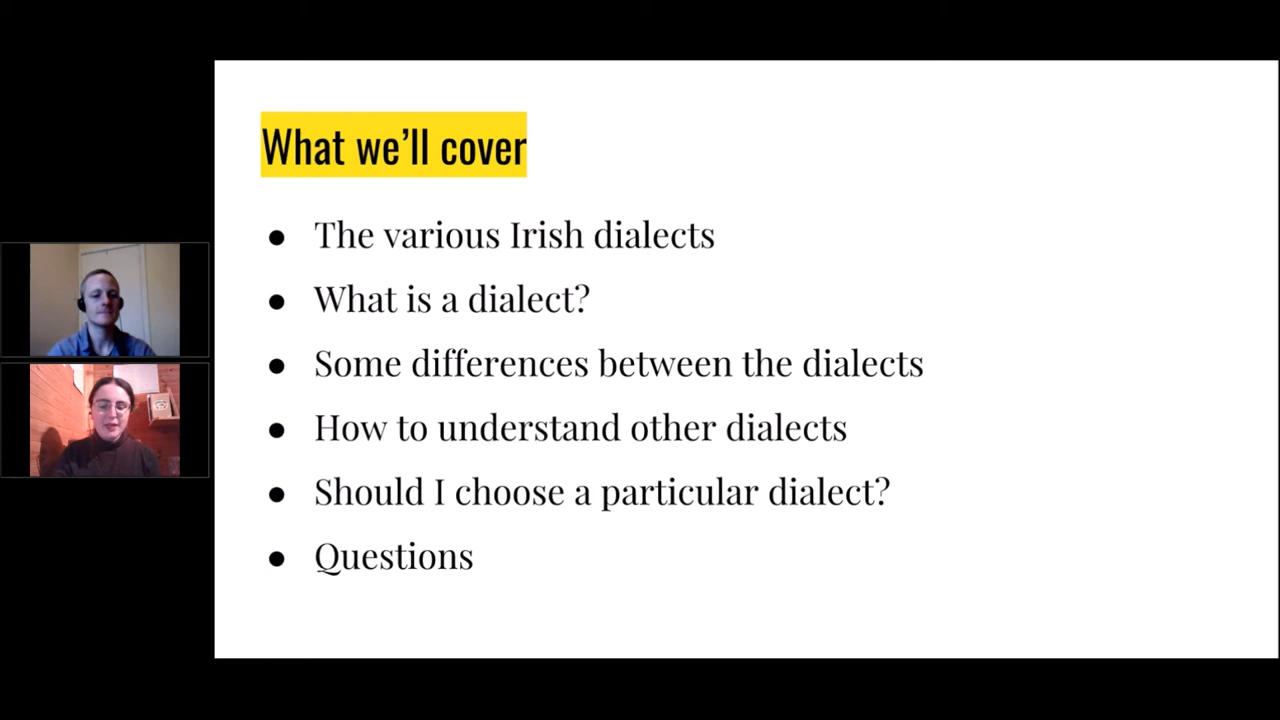 What we’ll cover
● The various Irish dialects
● What is a dialect?
● Some differences between the dialects
● How to understand other dialects
● Should I choose a particular dialect?
● Questions